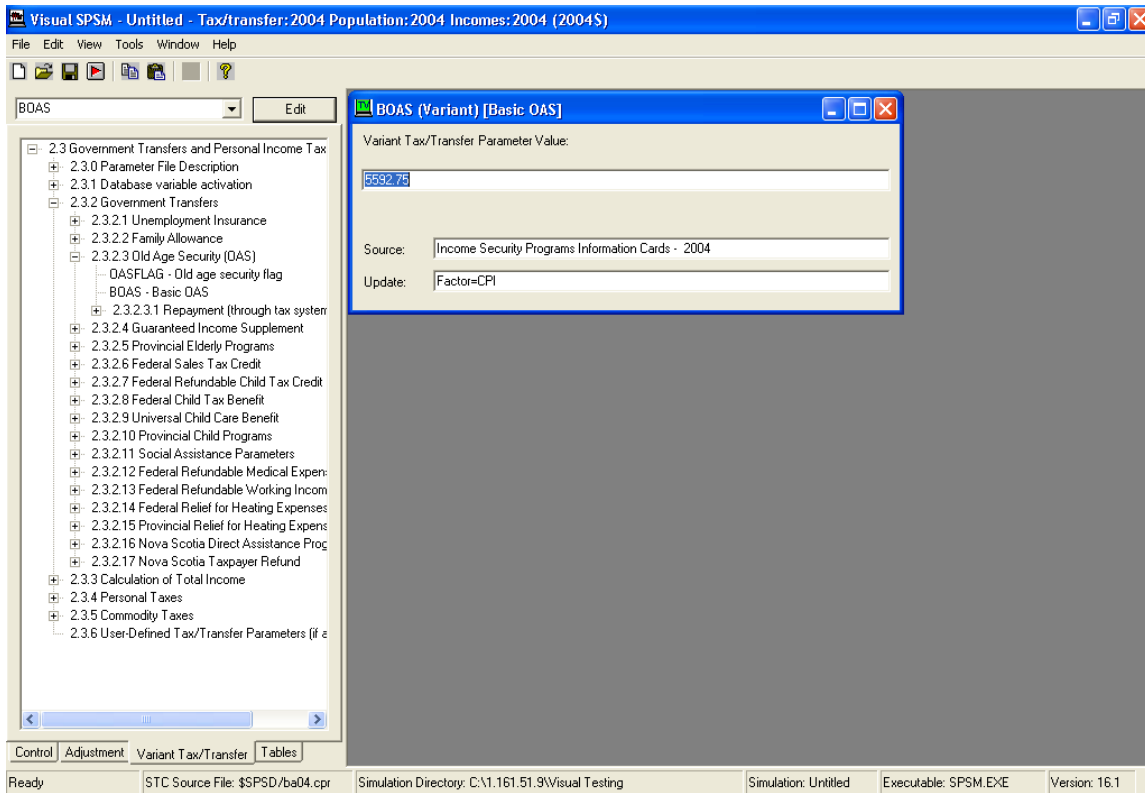 Visual SPSM - Untitled - Tax/transfer:2004 Population:2004 Incomes:2004 (2004$)
File Edit View Tools Window Help
BOAS
Edit
2.3 Government Transfers and Personal Income Tax
2.3.0 Parameter File Description
2.3.1 Database variable activation
2.3.2 Government Transfers
2.3.2.1 Unemployment Insurance
2.3.2.2 Family Allowance
2.3.2.3 Old Age Security (OAS)
OASFLAG - Old age security flag
BOAS - Basic OAS
2.3.2.3.1 Repayment (through tax system
2.3.2.4 Guaranteed Income Supplement
2.3.2.5 Provincial Elderly Programs
2.3.2.6 Federal Sales Tax Credit
2.3.2.7 Federal Refundable Child Tax Credit
2.3.2.8 Federal Child Tax Benefit
2.3.2.9 Universal Child Care Benefit
2.3.2.10 Provincial Child Programs
2.3.2.11 Social Assistance Parameters
2.3.2.12 Federal Refundable Medical Expen
2.3.2.13 Federal Refundable Working Incom
2.3.2.14 Federal Relief for Heating Expenses
2.3.2.15 Provincial Relief for Heating Expens
2.3.2.16 Nova Scotia Direct Assistance Prog
2.3.2.17 Nova Scotia Taxpayer Refund
2.3.3 Calculation of Total Income
2.3.4 Personal Taxes
2.3.5 Commodity Taxes
2.3.6 User-Defined Tax/Transfer Parameters (if a
Control Adjustment Variant Tax/Transfer Tables
BOAS (Variant) [Basic OAS]
Variant Tax/Transfer Parameter Value:
5592.75
Source: Income Security Programs Information Cards - 2004
Update: Factor=CPI
Ready STC Source File: $SPSD/ba04.cpr Simulation Directory: C:\1.161.51.9\Visual Testing Simulation: Untitled Executable: SPSM.EXE Version: 16.1